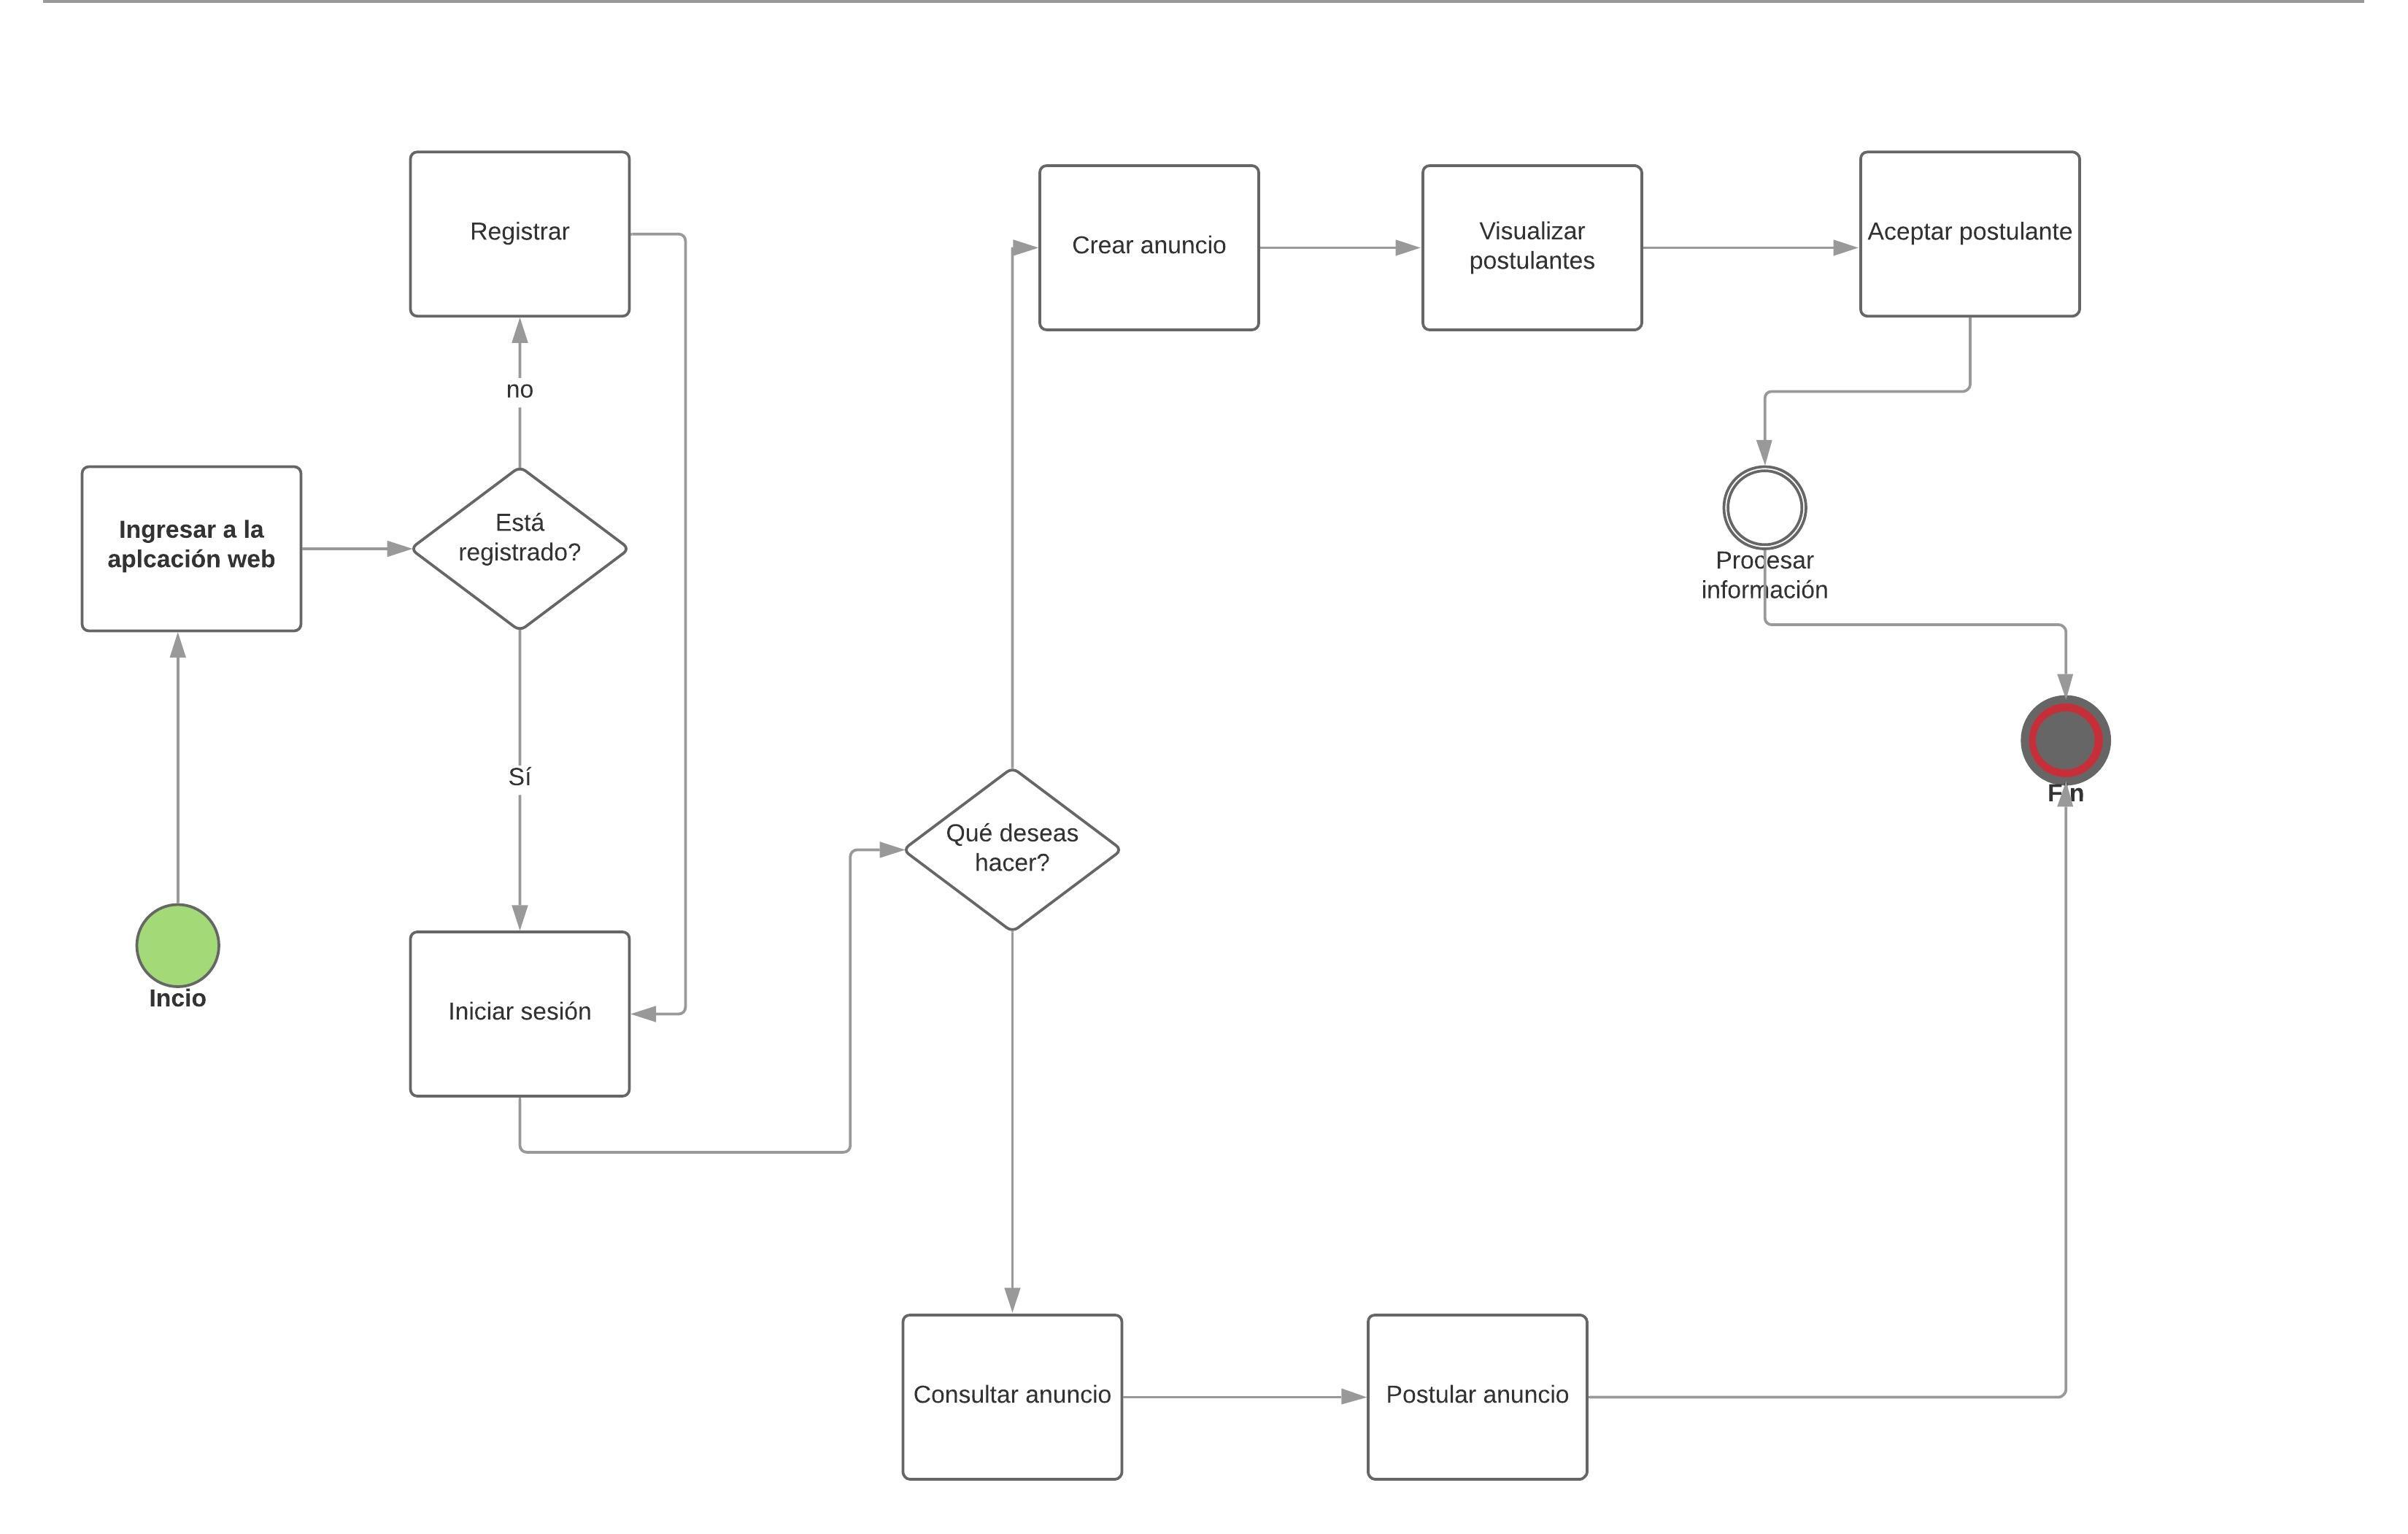 Registrar
Crear anuncio
Visualizar
postulantes
Aceptar postulante
no
Ingresar a la
aplcación web
Está
registrado?
Procesar
información
Sí
Qué deseas
hacer?
Fin
Incio
Iniciar sesión
Consultar anuncio
Postular anuncio